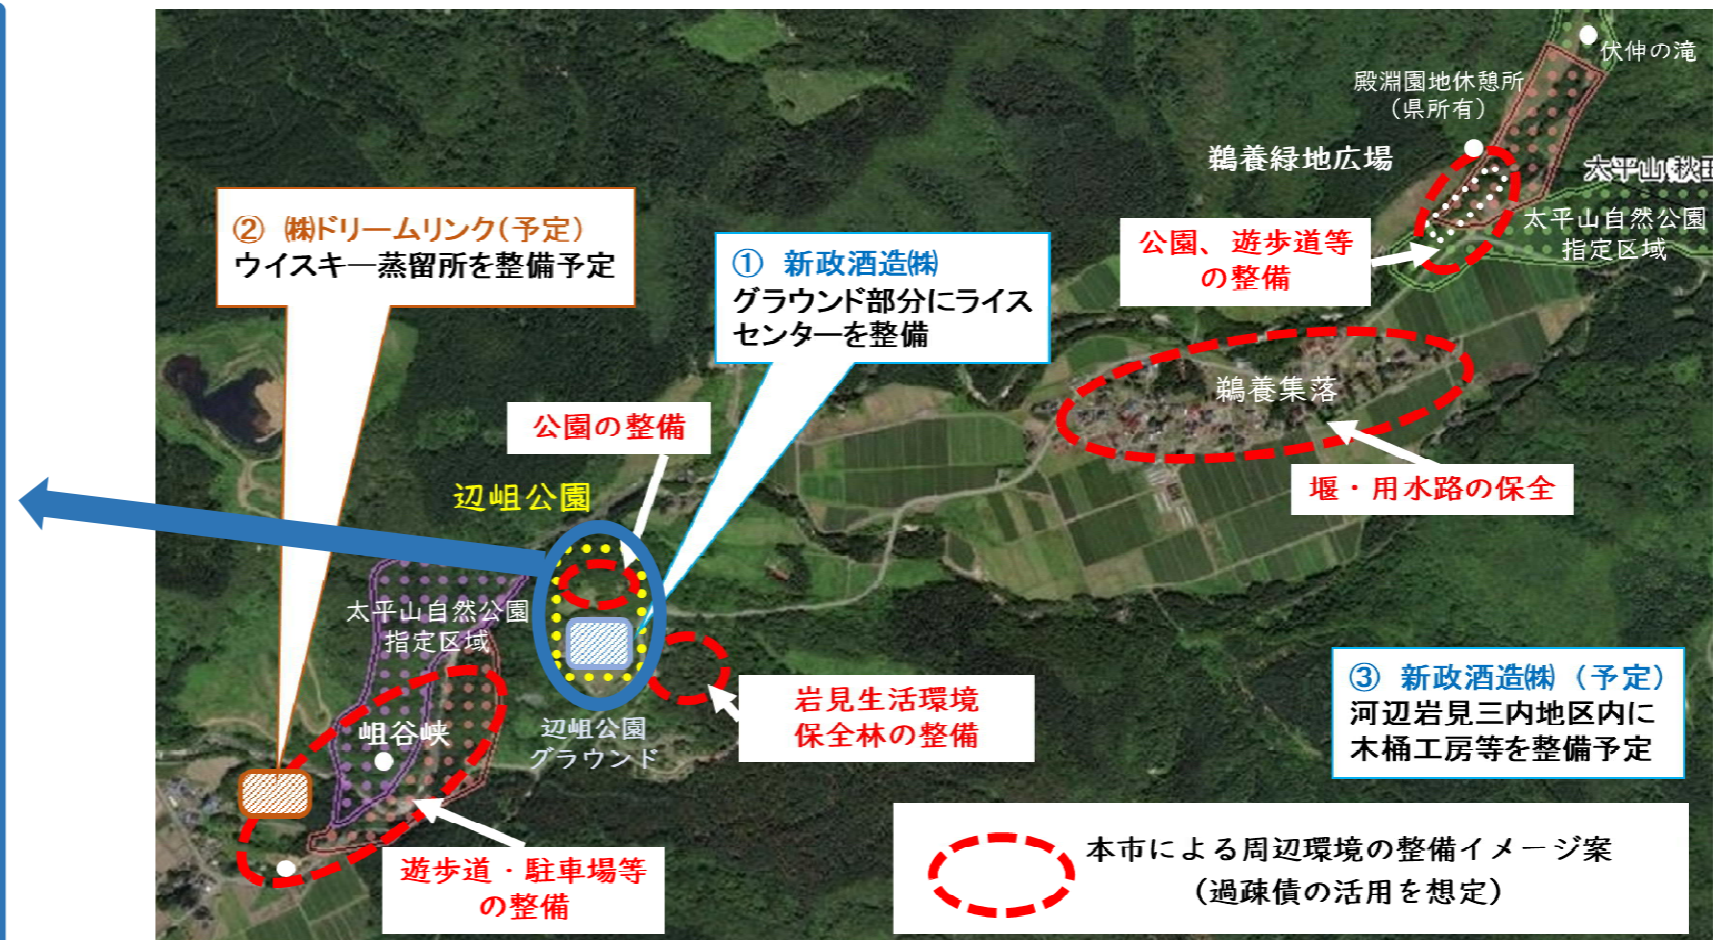 伏伸の滝
殿淵園地休憩所
(県所有)
鵜養緑地広場
太平山自然公園
指定区域
② ㈱ドリームリンク(予定)
ウイスキー蒸留所を整備予定
① 新政酒造㈱
グラウンド部分にライス
センターを整備
公園、遊歩道等
の整備
鵜養集落
公園の整備
堰・用水路の保全
辺岨公園
太平山自然公園
指定区域
岨谷峡
辺岨公園
グラウンド
岩見生活環境
保全林の整備
③ 新政酒造㈱ (予定)
河辺岩見三内地区内に
木桶工房等を整備予定
遊歩道・駐車場等
の整備
本市による周辺環境の整備イメージ案
(過疎債の活用を想定)